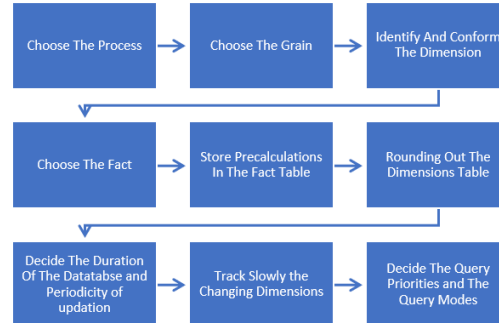 Choose The Process
Choose The Grain
Identify And Conform
The Dimension
Choose The Fact
Store Precalculations
In The Fact Table
Rounding Out The
Dimensions Table
Decide The Duration
Of The Datatabse and
Periodicity of
updation
Track Slowly the
Changing Dimensions
Decide The Query
Priorities and The
Query Modes